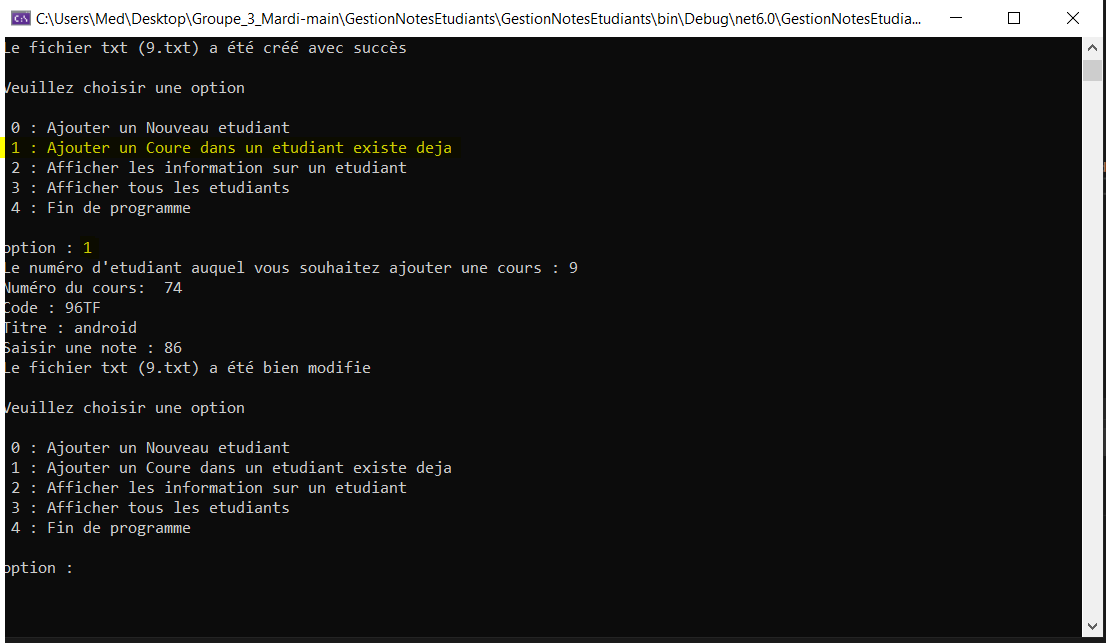 C:\Users\Med\Desktop\Groupe_3_Mardi-main\GestionNotesEtudiants\GestionNotesEtudiants\bin\Debug\net6.0\GestionNotesEtudia...
Le fichier txt (9.txt) a été créé avec succès
Veuillez choisir une option
0 : Ajouter un Nouveau etudiant
1 : Ajouter un Coure dans un etudiant existe deja
2 : Afficher les information sur un etudiant
3 : Afficher tous les etudiants
4 : Fin de programme
option : 1
Le numéro d'etudiant auquel vous souhaitez ajouter une cours : 9
Numéro du cours:  74
Code : 96TF
Titre : android
Saisir une note : 86
Le fichier txt (9.txt) a été bien modifie
Veuillez choisir une option
0 : Ajouter un Nouveau etudiant
1 : Ajouter un Coure dans un etudiant existe deja
2 : Afficher les information sur un etudiant
3 : Afficher tous les etudiants
4 : Fin de programme
option :